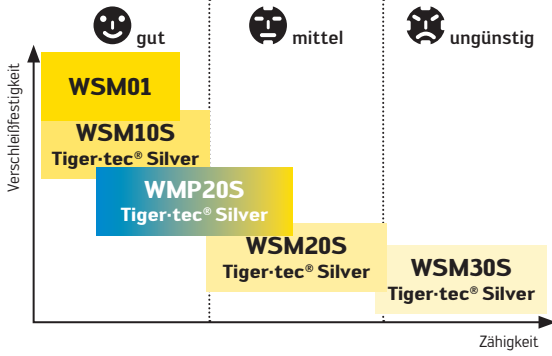 gut
mittel
ungünstig
Verschleißfestigkeit
WSM01
WSM10S
Tiger·tec® Silver
WMP20S
Tiger·tec® Silver
WSM20S
Tiger·tec® Silver
WSM30S
Tiger·tec® Silver
Zähigkeit